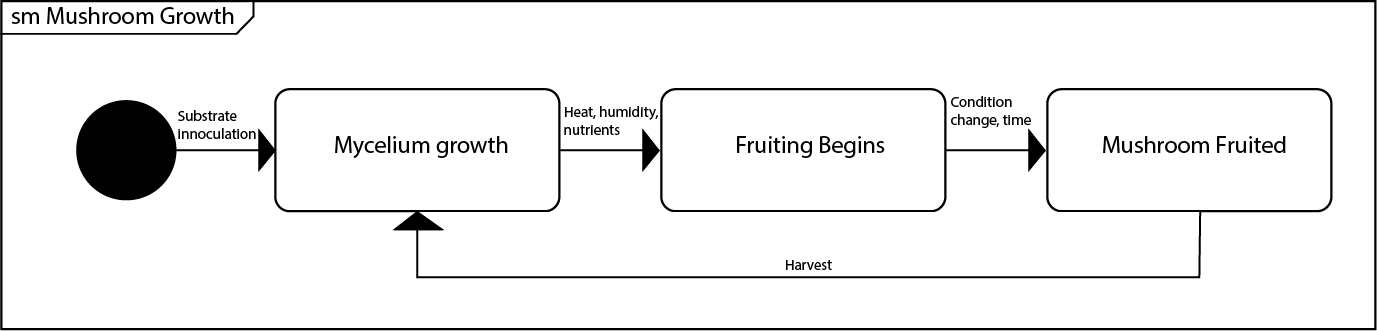 sm Mushroom Growth
Substrate
innoculation
Mycelium growth
Heat, humidity,
nutrients
Fruiting Begins
Condition
change, time
Mushroom Fruited
Harvest